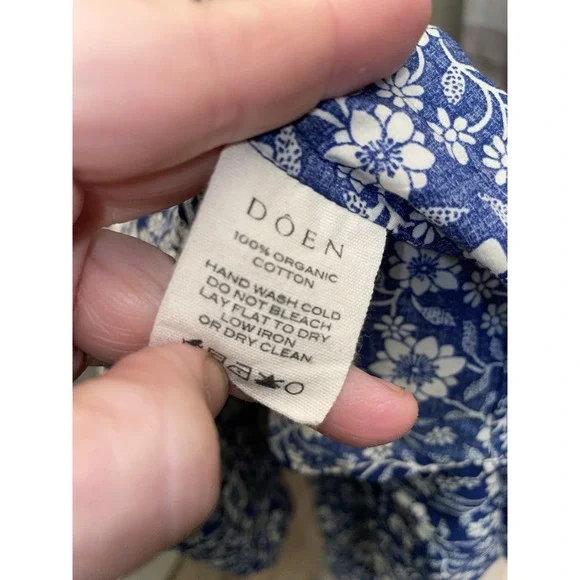 DÔEN
100% ORGANIC
COTTON
HAND WASH COLD
DO NOT BLEACH
LAY FLAT TO DRY
LOW IRON
OR DRY CLEAN.